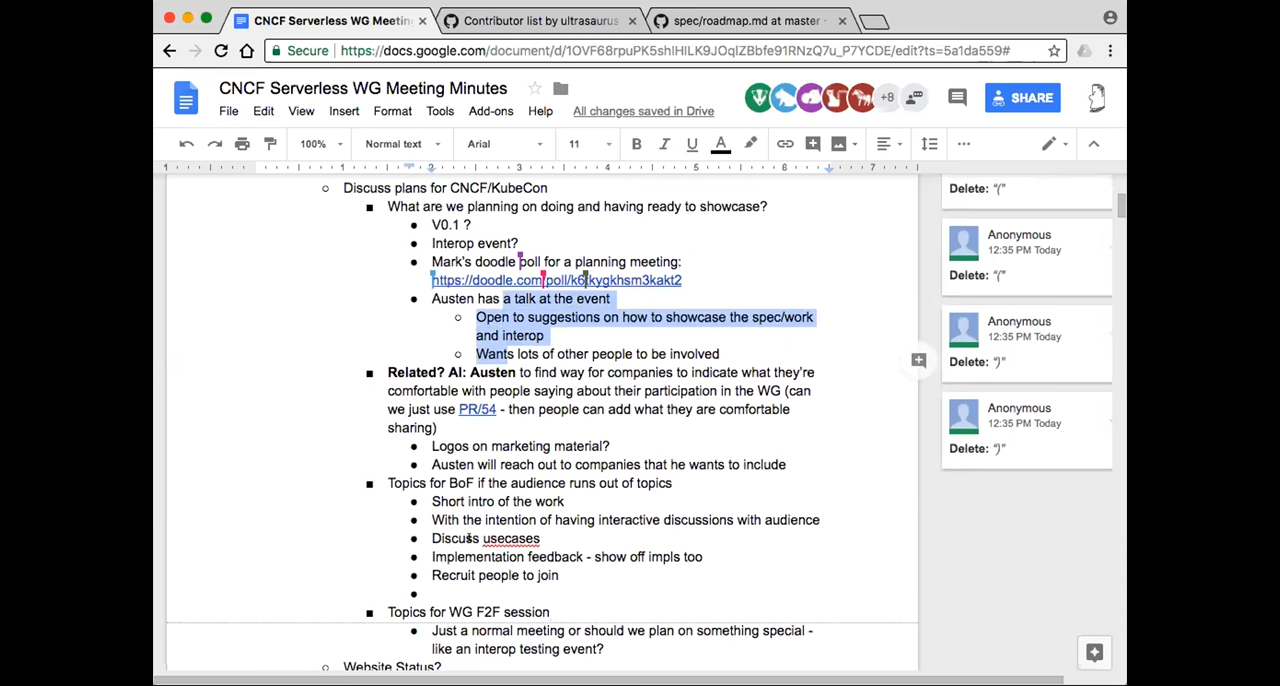 CNCF Serverless WG Meetin
Contributor list by ultrasaurus
spec/roadmap.md at master
Secure
https://docs.google.com/document/d/1OVF68rpuPK5shIHILK9JOqlZBbfe91RNzQ7u_P7YCDE/edit?ts=5a1da559#
CNCF Serverless WG Meeting Minutes
+8
SHARE
File Edit View Insert Format Tools Add-ons Help All changes saved in Drive
100% Normal text Arial 11 B I U A
1 1 2 3 4 5 6 7
Discuss plans for CNCF/KubeCon
What are we planning on doing and having ready to showcase?
V0.1 ?
Interop event?
Mark's doodle poll for a planning meeting:
https://doodle.com/poll/k6tkygkhsm3kakt2
Austen has a talk at the event
Open to suggestions on how to showcase the spec/work
and interop
Wants lots of other people to be involved
Related? AI: Austen to find way for companies to indicate what they're
comfortable with people saying about their participation in the WG (can
we just use PR/54 - then people can add what they are comfortable
sharing)
Logos on marketing material?
Austen will reach out to companies that he wants to include
Topics for BoF if the audience runs out of topics
Short intro of the work
With the intention of having interactive discussions with audience
Discuss usecases
Implementation feedback - show off impls too
Recruit people to join
Topics for WG F2F session
Just a normal meeting or should we plan on something special -
like an interop testing event?
Website Status?
Delete: "("
Anonymous
12:35 PM Today
Delete: "("
Anonymous
12:35 PM Today
Delete: ")"
Anonymous
12:35 PM Today
Delete: ")"